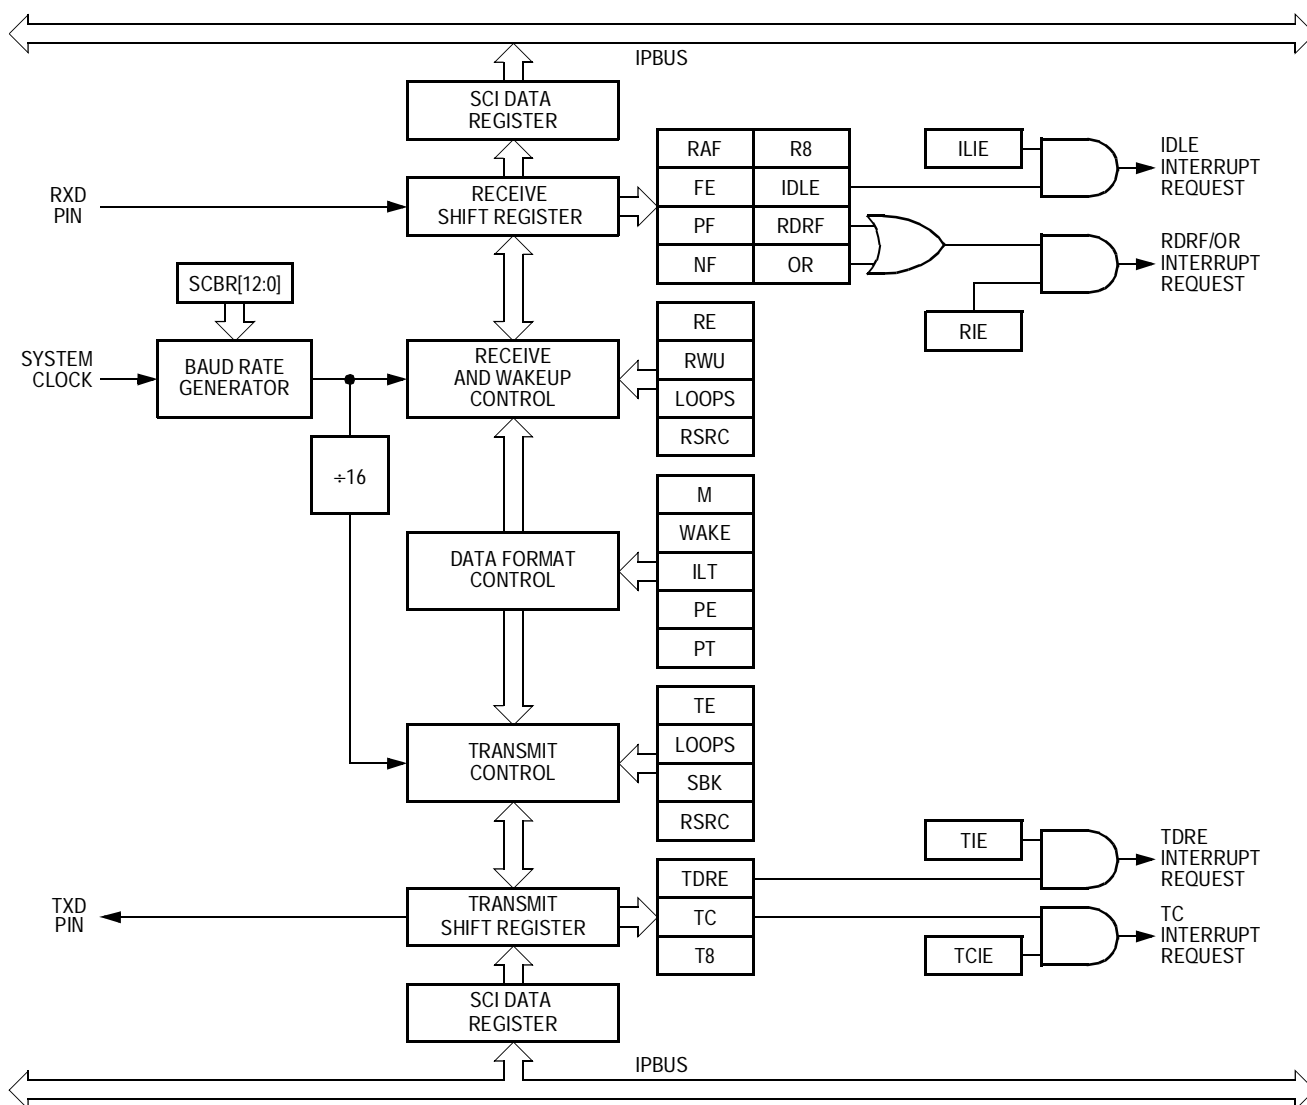 IPBUS
SCI DATA
REGISTER
RAF
R8
ILIE
IDLE
INTERRUPT
REQUEST
RXD
PIN
RECEIVE
SHIFT REGISTER
FE
IDLE
PF
RDRF
NF
OR
RDRF/OR
INTERRUPT
REQUEST
RIE
SCBR[12:0]
SYSTEM
CLOCK
BAUD RATE
GENERATOR
RECEIVE
AND WAKEUP
CONTROL
RE
RWU
LOOPS
RSRC
÷16
DATA FORMAT
CONTROL
M
WAKE
ILT
PE
PT
TRANSMIT
CONTROL
TE
LOOPS
SBK
RSRC
TIE
TDRE
INTERRUPT
REQUEST
TXD
PIN
TRANSMIT
SHIFT REGISTER
TDRE
TC
T8
TCIE
TC
INTERRUPT
REQUEST
SCI DATA
REGISTER
IPBUS